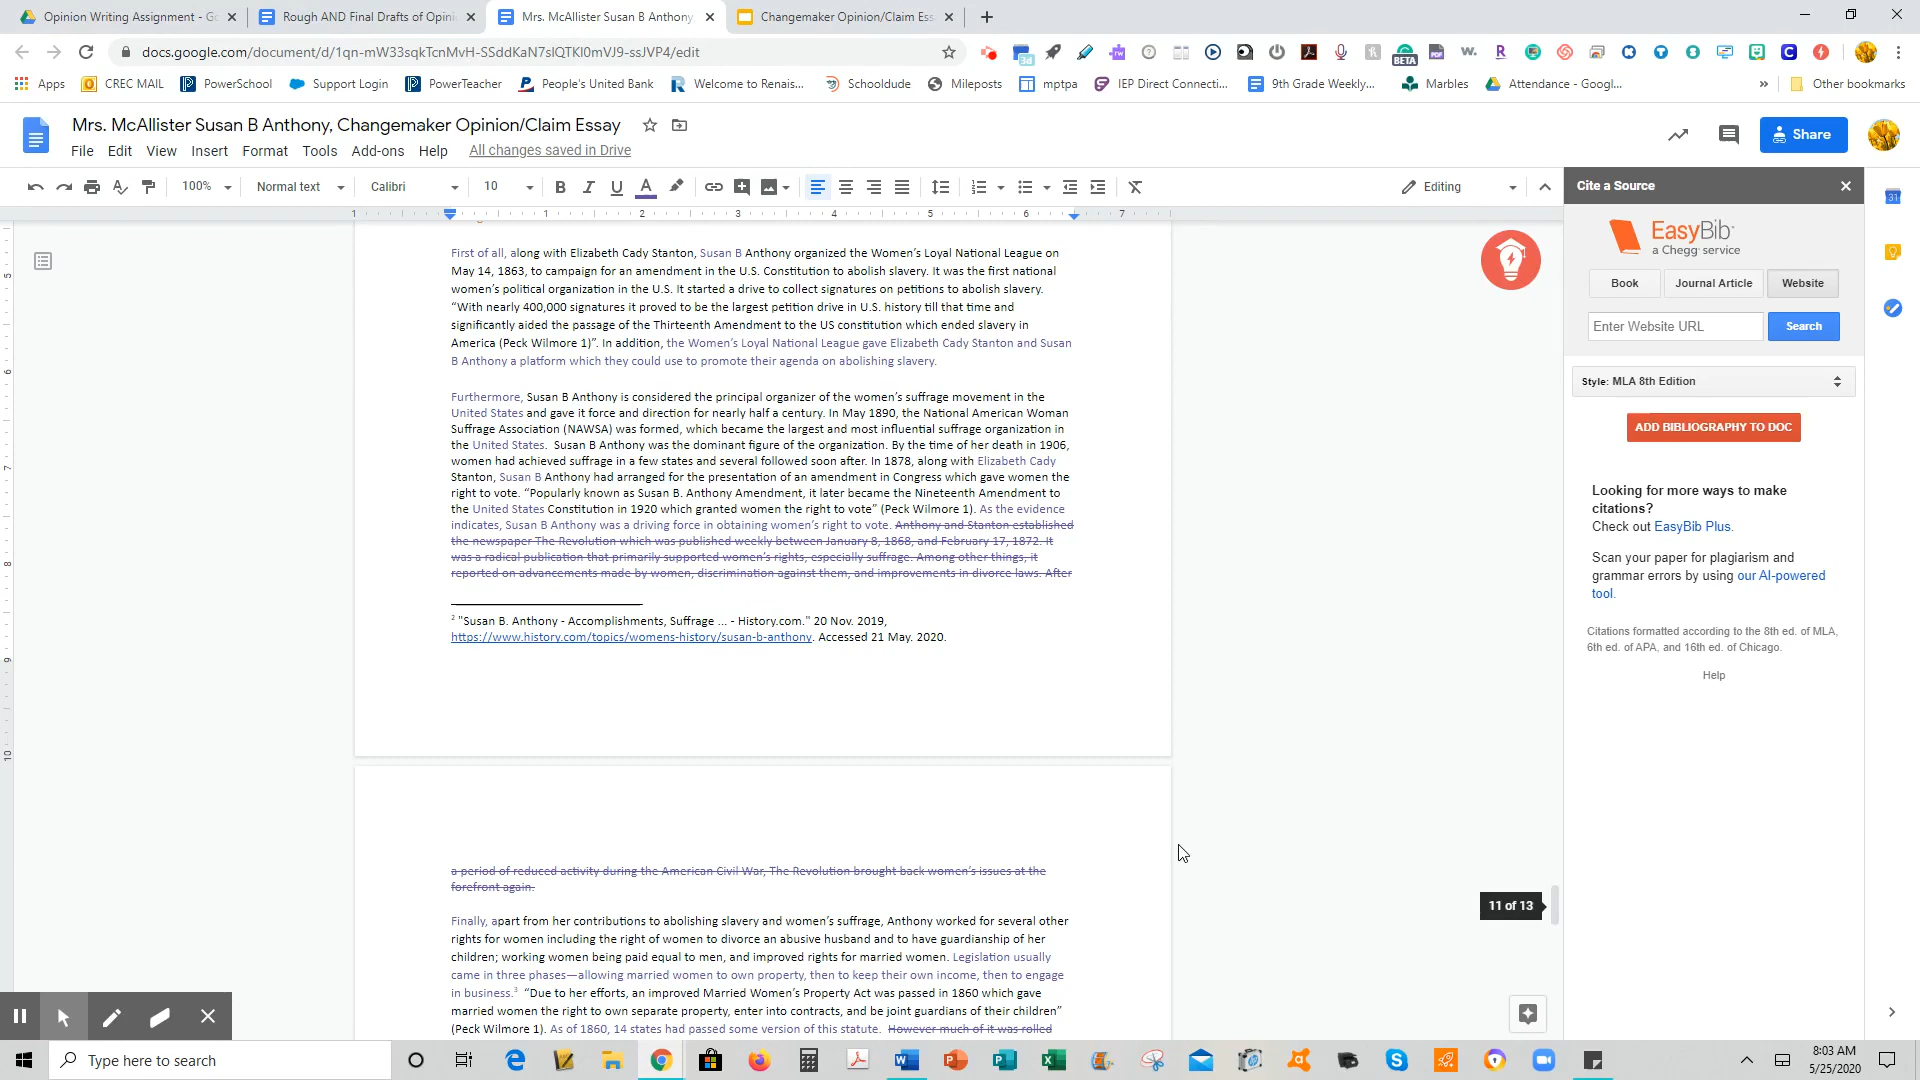 Opinion Writing Assignment - Go
Rough AND Final Drafts of Opini
Mrs. McAllister Susan B Anthony,
Changemaker Opinion/Claim Ess
docs.google.com/document/d/1qn-mW33sqkTcnMvH-SSddKaN7slQTKl0mVJ9-ssJVP4/edit
Apps
CREC MAIL
PowerSchool
Support Login
PowerTeacher
People's United Bank
Welcome to Renais...
Schooldude
Mileposts
mptpa
IEP Direct Connecti...
9th Grade Weekly...
Marbles
Attendance - Googl...
Other bookmarks
Mrs. McAllister Susan B Anthony, Changemaker Opinion/Claim Essay
Share
File Edit View Insert Format Tools Add-ons Help All changes saved in Drive
100% Normal text Calibri 10 Editing
1 1 2 3 4 5 6 7
First of all, along with Elizabeth Cady Stanton, Susan B Anthony organized the Women's Loyal National League on
May 14, 1863, to campaign for an amendment in the U.S. Constitution to abolish slavery. It was the first national
women's political organization in the U.S. It started a drive to collect signatures on petitions to abolish slavery.
"With nearly 400,000 signatures it proved to be the largest petition drive in U.S. history till that time and
significantly aided the passage of the Thirteenth Amendment to the US constitution which ended slavery in
America (Peck Wilmore 1)". In addition, the Women's Loyal National League gave Elizabeth Cady Stanton and Susan
B Anthony a platform which they could use to promote their agenda on abolishing slavery.
Furthermore, Susan B Anthony is considered the principal organizer of the women's suffrage movement in the
United States and gave it force and direction for nearly half a century. In May 1890, the National American Woman
Suffrage Association (NAWSA) was formed, which became the largest and most influential suffrage organization in
the United States.  Susan B Anthony was the dominant figure of the organization. By the time of her death in 1906,
women had achieved suffrage in a few states and several followed soon after. In 1878, along with Elizabeth Cady
Stanton, Susan B Anthony had arranged for the presentation of an amendment in Congress which gave women the
right to vote. "Popularly known as Susan B. Anthony Amendment, it later became the Nineteenth Amendment to
the United States Constitution in 1920 which granted women the right to vote" (Peck Wilmore 1). As the evidence
indicates, Susan B Anthony was a driving force in obtaining women's right to vote. Anthony and Stanton established
the newspaper The Revolution which was published weekly between January 8, 1868, and February 17, 1872. It
was a radical publication that primarily supported women's rights, especially suffrage. Among other things, it
reported on advancements made by women, discrimination against them, and improvements in divorce laws. After
2 "Susan B. Anthony - Accomplishments, Suffrage ... - History.com." 20 Nov. 2019,
https://www.history.com/topics/womens-history/susan-b-anthony. Accessed 21 May. 2020.
a period of reduced activity during the American Civil War, The Revolution brought back women's issues at the
forefront again.
Finally, apart from her contributions to abolishing slavery and women's suffrage, Anthony worked for several other
rights for women including the right of women to divorce an abusive husband and to have guardianship of her
children; working women being paid equal to men, and improved rights for married women. Legislation usually
came in three phases—allowing married women to own property, then to keep their own income, then to engage
in business.3  "Due to her efforts, an improved Married Women's Property Act was passed in 1860 which gave
married women the right to own separate property, enter into contracts, and be joint guardians of their children"
(Peck Wilmore 1). As of 1860, 14 states had passed some version of this statute.  However much of it was rolled
11 of 13
Cite a Source
EasyBib
a Chegg service
Book
Journal Article
Website
Enter Website URL
Search
Style: MLA 8th Edition
ADD BIBLIOGRAPHY TO DOC
Looking for more ways to make
citations?
Check out EasyBib Plus.
Scan your paper for plagiarism and
grammar errors by using our AI-powered
tool.
Citations formatted according to the 8th ed. of MLA,
6th ed. of APA, and 16th ed. of Chicago.
Help
Type here to search
8:03 AM
5/25/2020